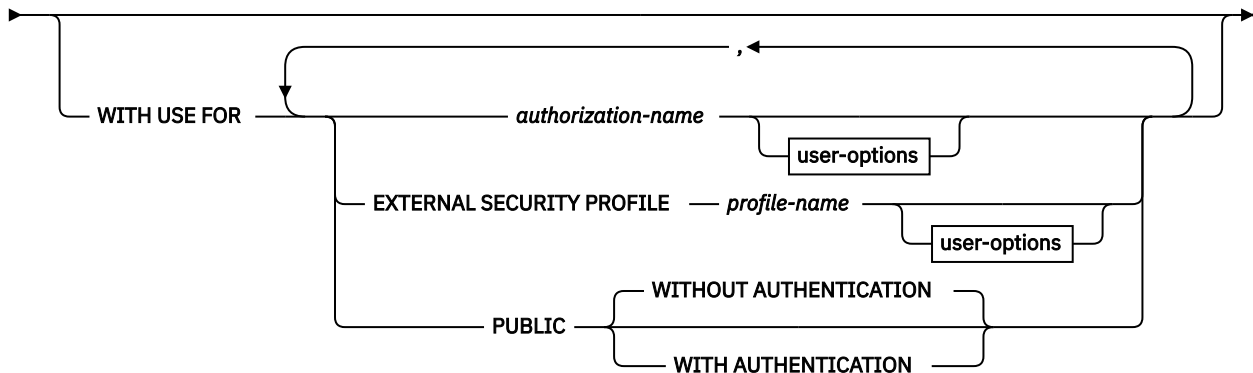 ,
WITH USE FOR authorization-name
user-options
EXTERNAL SECURITY PROFILE profile-name
user-options
WITHOUT AUTHENTICATION
PUBLIC
WITH AUTHENTICATION